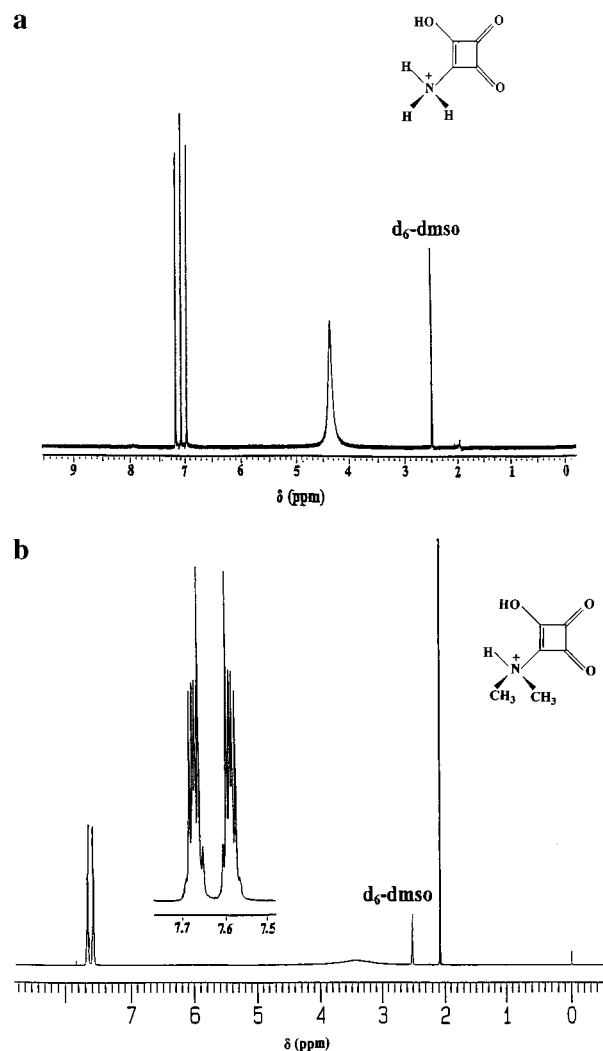 a
HO
O
O
H
+
N
H
H
d₆-dmso
9 8 7 6 5 4 3 2 1 0
δ (ppm)
b
HO
O
O
H
+
N
CH₃
CH₃
7.7 7.6 7.5
d₆-dmso
7 6 5 4 3 2 1 0
δ (ppm)